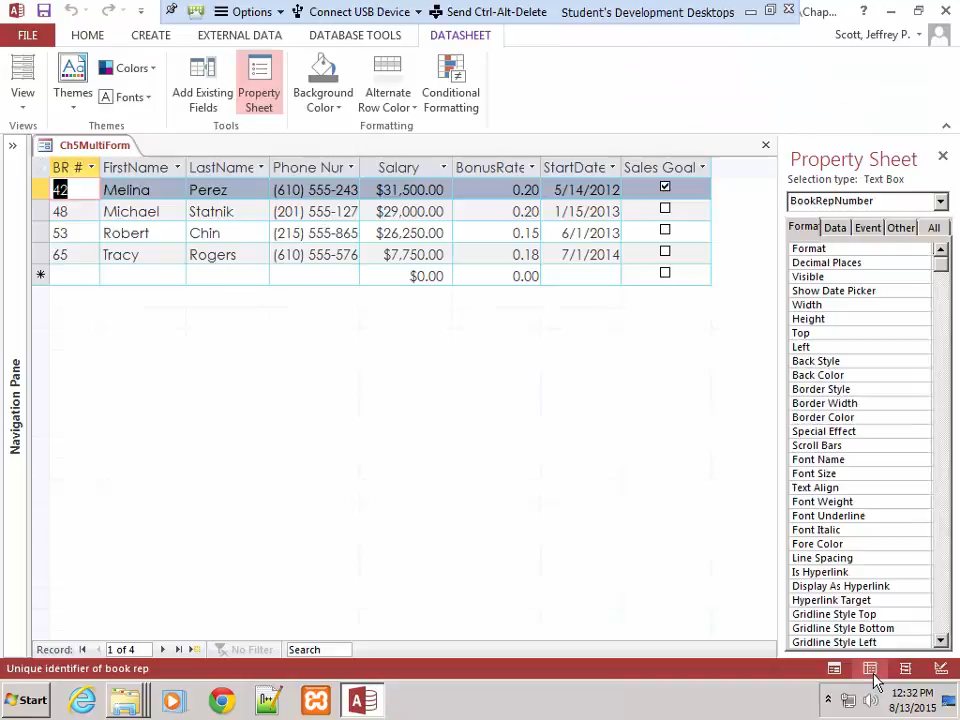 Options Connect USB Device Send Ctrl-Alt-Delete Student's Development Desktops \Chap... ?
FILE HOME CREATE EXTERNAL DATA DATABASE TOOLS DATASHEET Scott, Jeffrey P.
View Themes Colors Fonts Add Existing Fields Property Sheet Background Color Alternate Row Color Conditional Formatting
Views Themes Tools Formatting
Ch5MultiForm
BR # FirstName LastName Phone Nur Salary BonusRate StartDate Sales Goal
42 Melina Perez (610) 555-243 $31,500.00 0.20 5/14/2012
48 Michael Statnik (201) 555-127 $29,000.00 0.20 1/15/2013
53 Robert Chin (215) 555-865 $26,250.00 0.15 6/1/2013
65 Tracy Rogers (610) 555-576 $7,750.00 0.18 7/1/2014
* $0.00 0.00
Navigation Pane
Property Sheet
Selection type: Text Box
BookRepNumber
Format Data Event Other All
Format
Decimal Places
Visible
Show Date Picker
Width
Height
Top
Left
Back Style
Back Color
Border Style
Border Width
Border Color
Special Effect
Scroll Bars
Font Name
Font Size
Text Align
Font Weight
Font Underline
Font Italic
Fore Color
Line Spacing
Is Hyperlink
Display As Hyperlink
Hyperlink Target
Gridline Style Top
Gridline Style Bottom
Gridline Style Left
Record: 1 of 4 No Filter Search
Unique identifier of book rep
Start
12:32 PM
8/13/2015